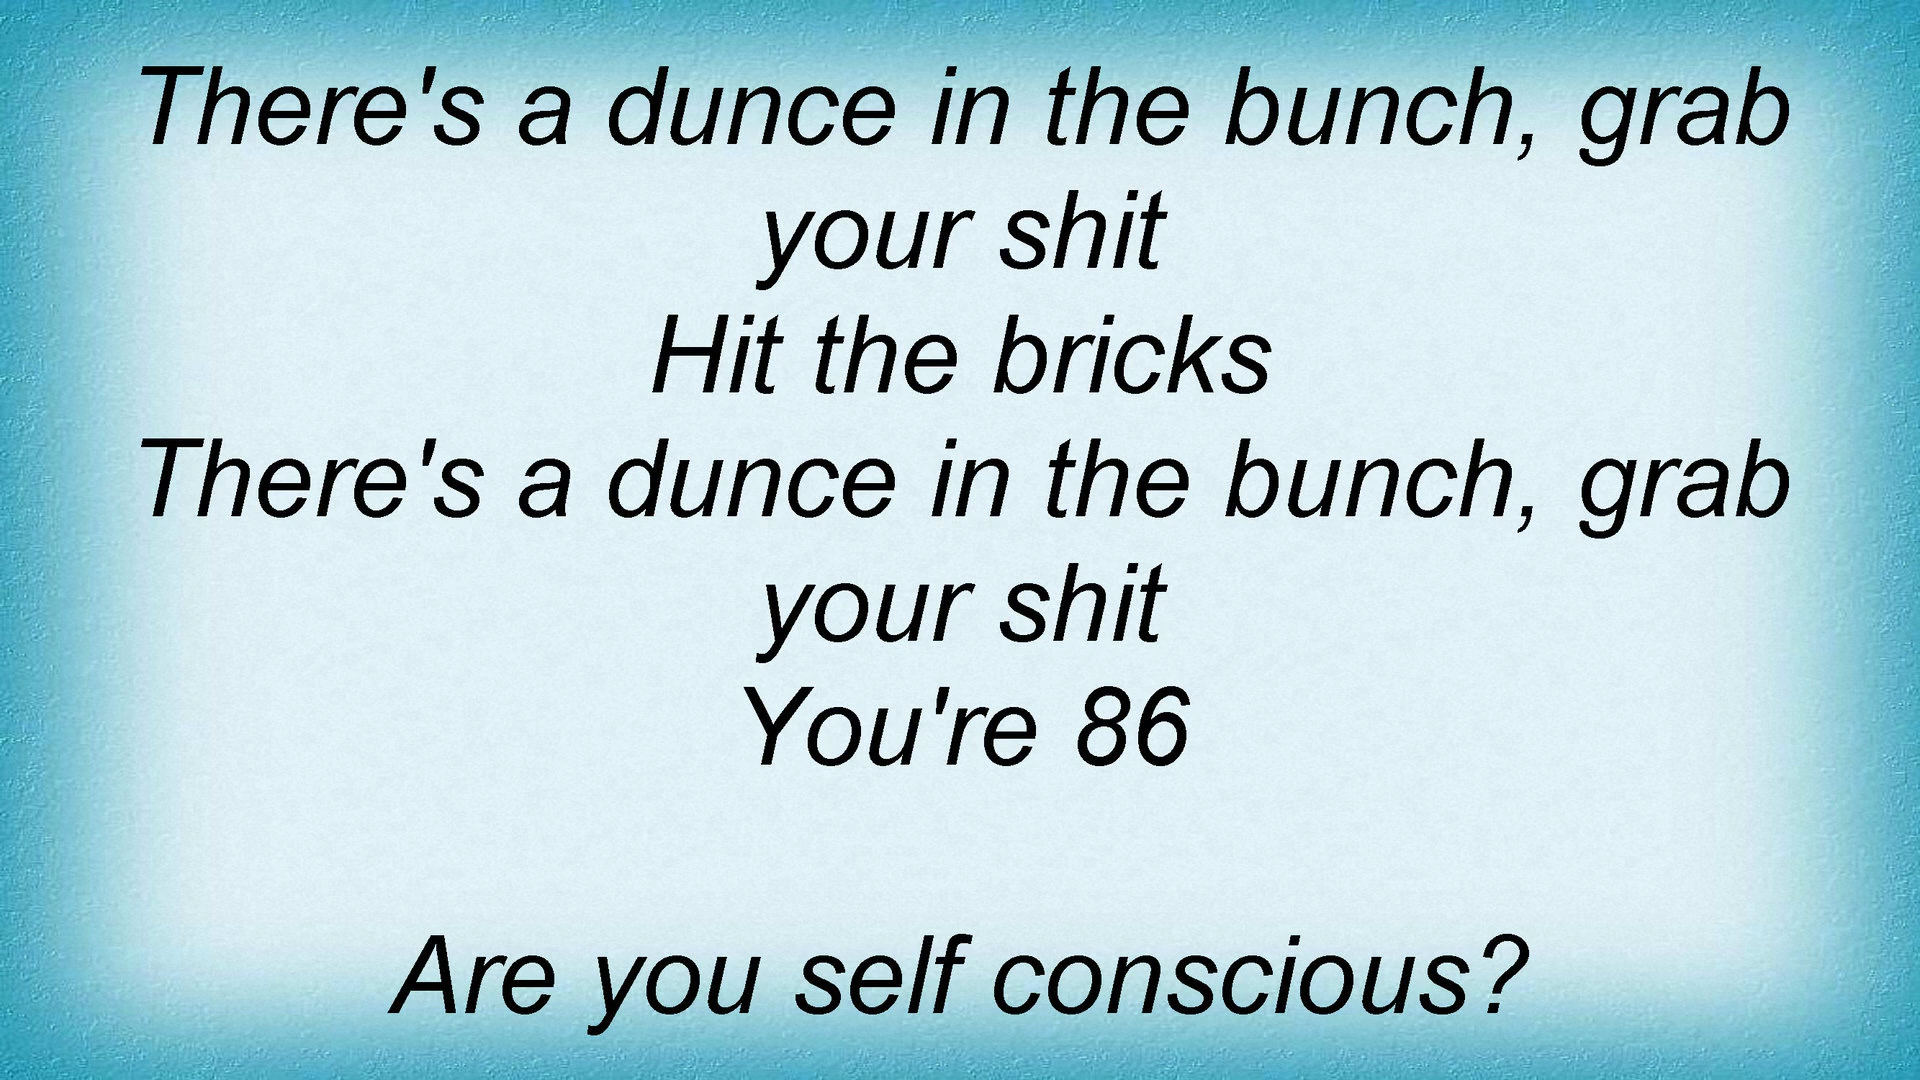 There's a dunce in the bunch, grab
your shit
Hit the bricks
There's a dunce in the bunch, grab
your shit
You're 86
Are you self conscious?